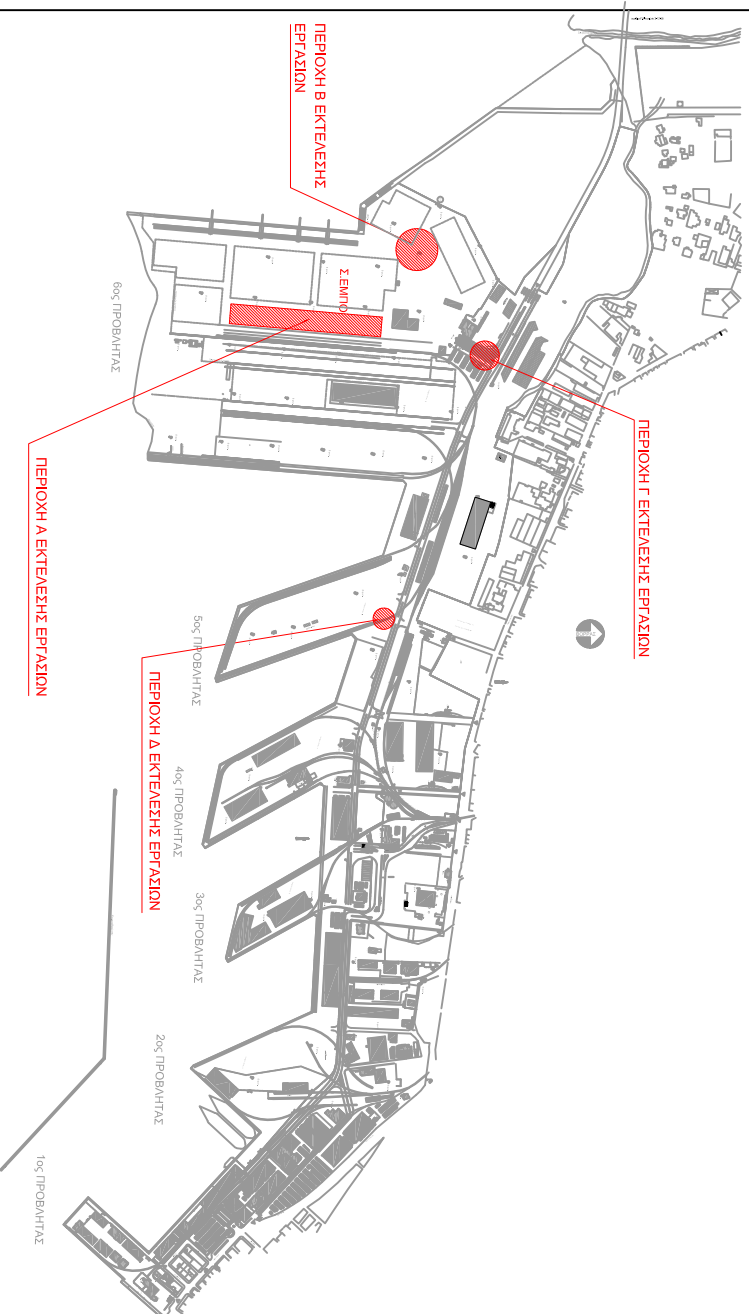 ΠΕΡΙΟΧΗ Β ΕΚΤΕΛΕΣΗΣ
ΕΡΓΑΣΙΩΝ
ΠΕΡΙΟΧΗ Γ ΕΚΤΕΛΕΣΗΣ ΕΡΓΑΣΙΩΝ
Σ.ΕΜΠΟ
ΠΕΡΙΟΧΗ Α ΕΚΤΕΛΕΣΗΣ ΕΡΓΑΣΙΩΝ
ΠΕΡΙΟΧΗ Δ ΕΚΤΕΛΕΣΗΣ ΕΡΓΑΣΙΩΝ
6ος ΠΡΟΒΛΗΤΑΣ
5ος ΠΡΟΒΛΗΤΑΣ
4ος ΠΡΟΒΛΗΤΑΣ
3ος ΠΡΟΒΛΗΤΑΣ
2ος ΠΡΟΒΛΗΤΑΣ
1ος ΠΡΟΒΛΗΤΑΣ